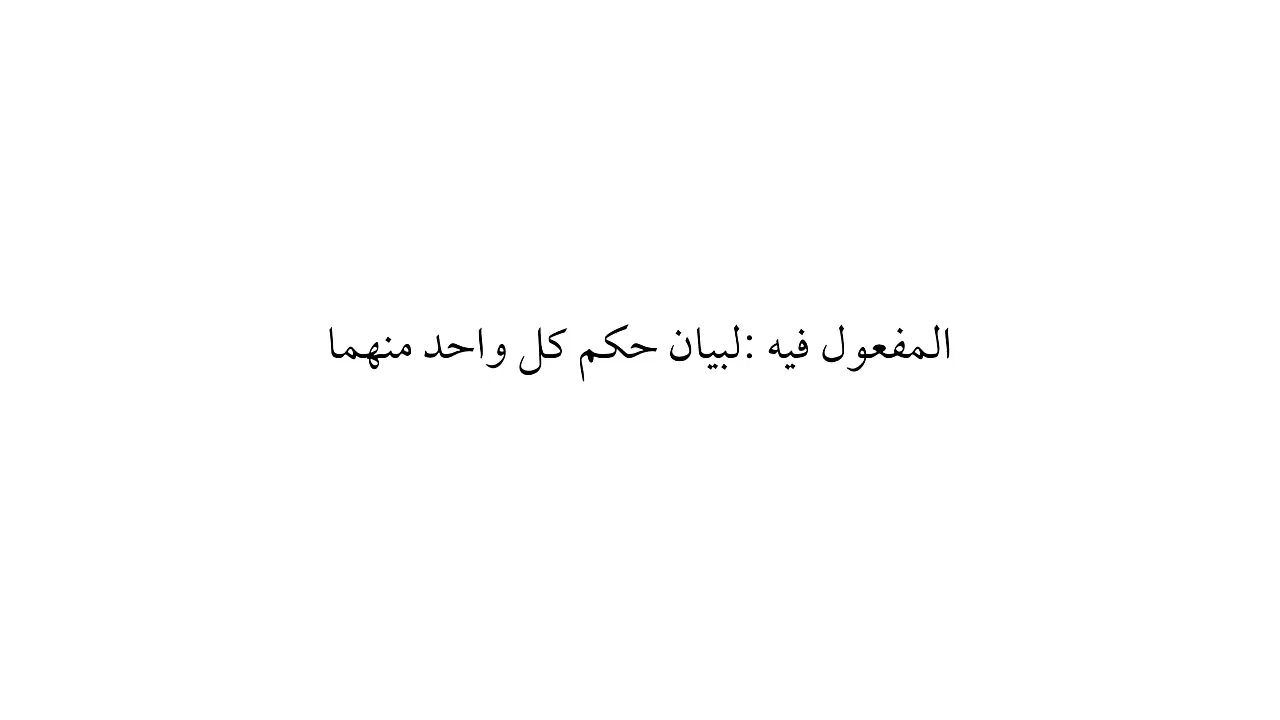 المفعول فيه :لبيان حكم كل واحد منهما